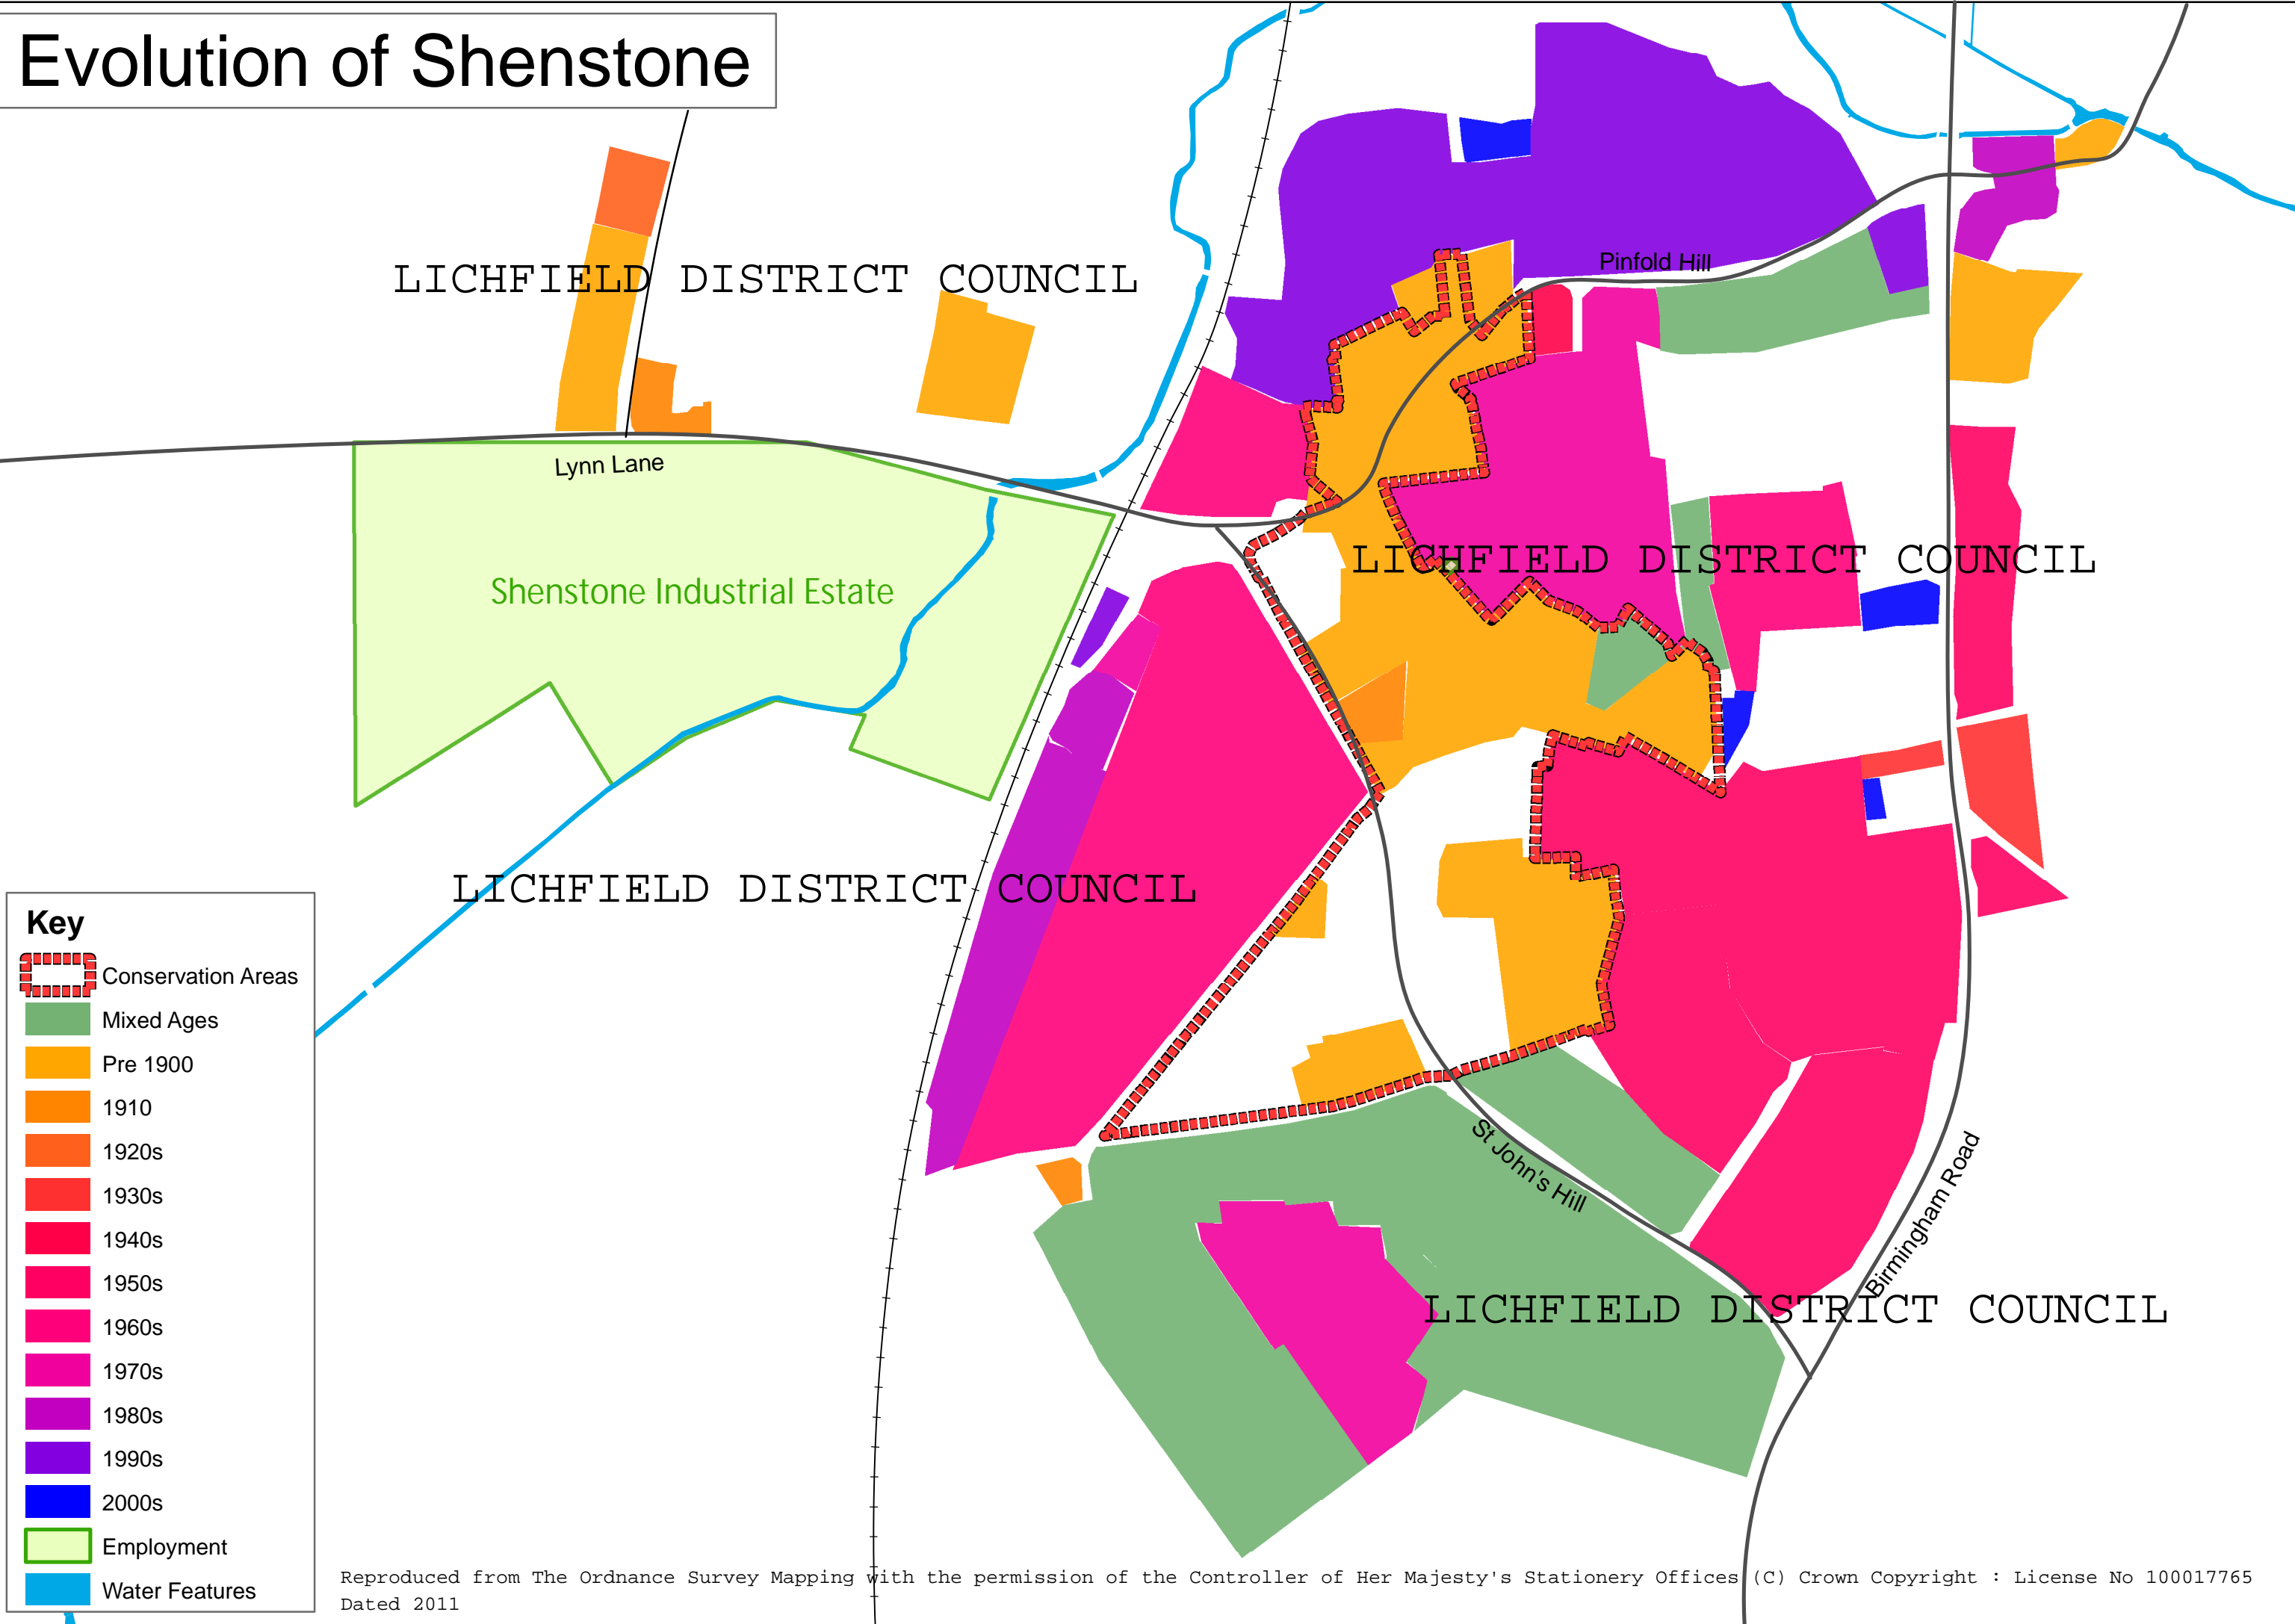 Evolution of Shenstone
Pinfold Hill
LICHFIELD DISTRICT COUNCIL
Lynn Lane
LICHFIELD DISTRICT COUNCIL
Shenstone Industrial Estate
LICHFIELD DISTRICT COUNCIL
St John's Hill
Birmingham Road
LICHFIELD DISTRICT COUNCIL
Key
Conservation Areas
Mixed Ages
Pre 1900
1910
1920s
1930s
1940s
1950s
1960s
1970s
1980s
1990s
2000s
Employment
Water Features
Reproduced from The Ordnance Survey Mapping with the permission of the Controller of Her Majesty's Stationery Offices (C) Crown Copyright : License No 100017765
Dated 2011